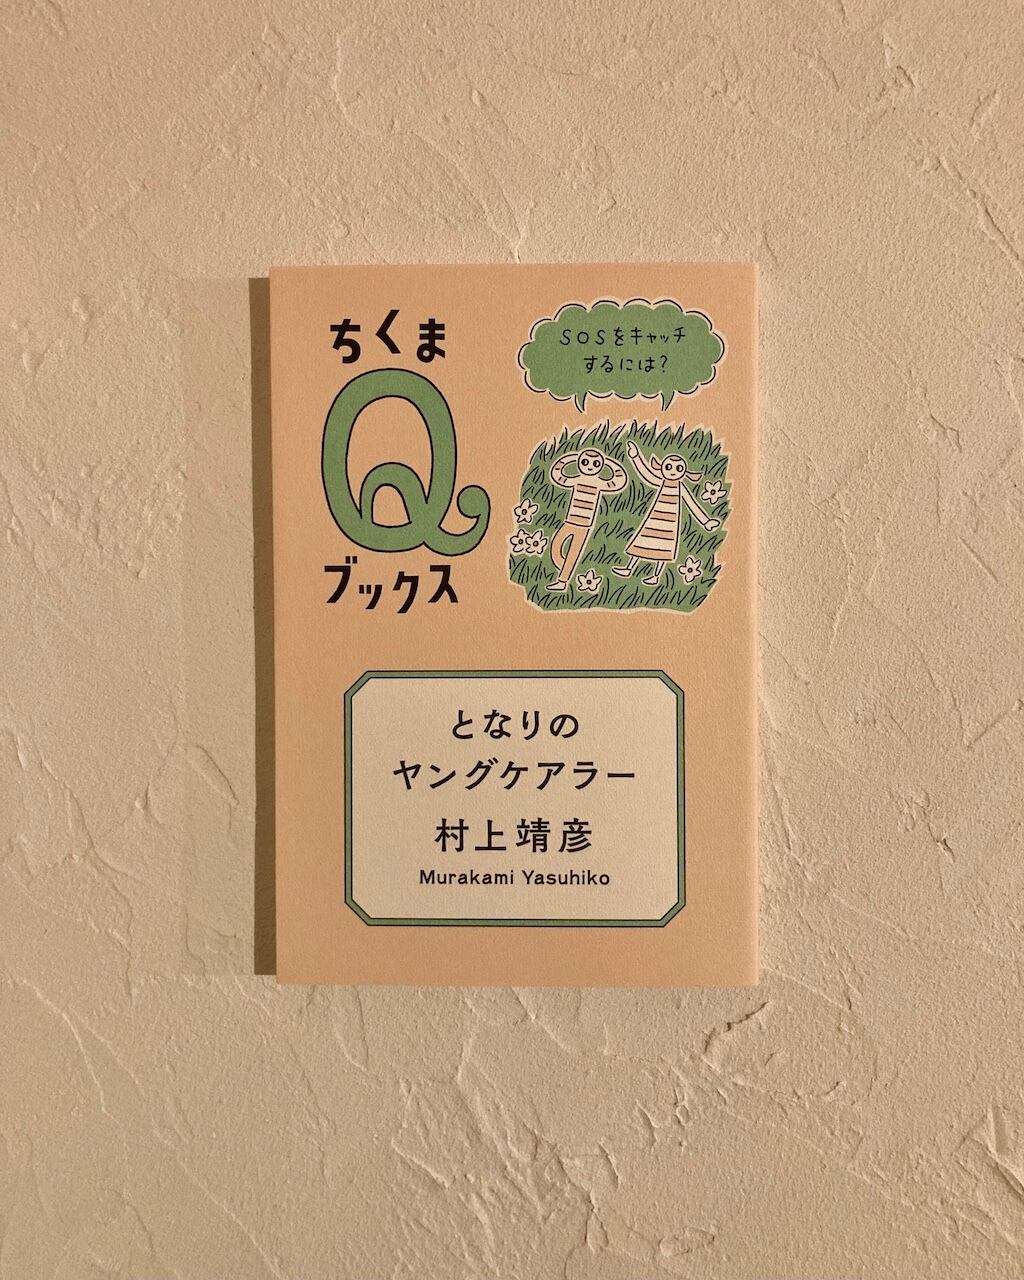 ちくま
Q
ブックス
SOSをキャッチ
するには?
となりの
ヤングケアラー
村上靖彦
Murakami Yasuhiko